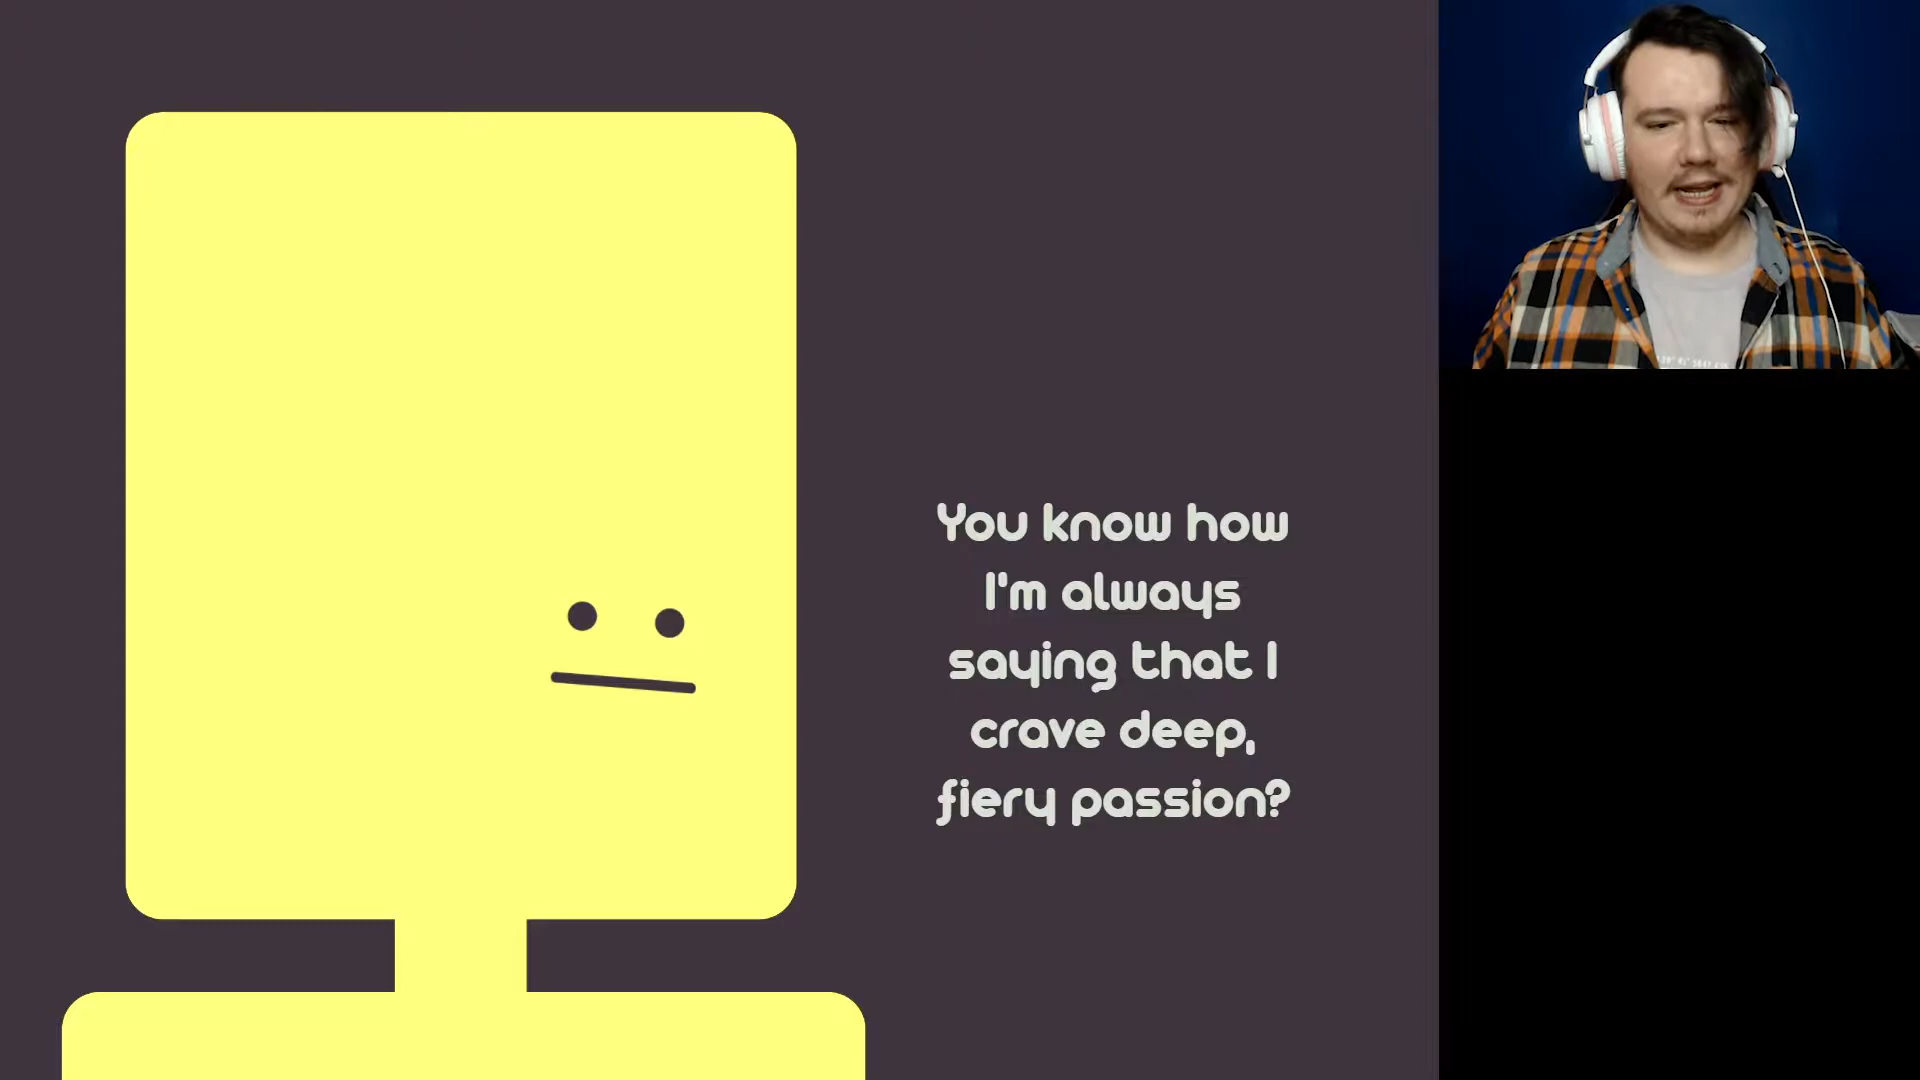 You know how
I'm always
saying that I
crave deep,
fiery passion?